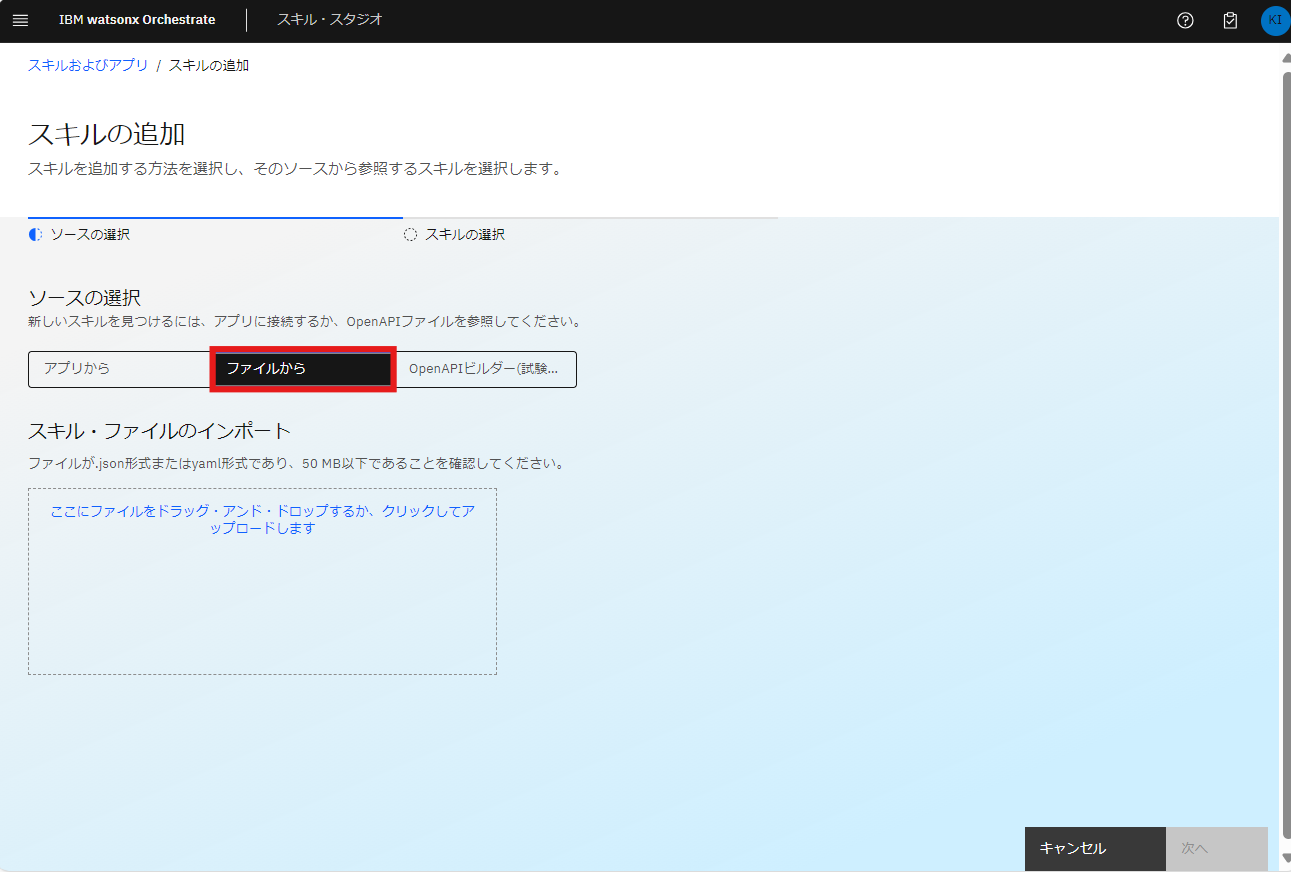 IBM watsonx Orchestrate
スキル・スタジオ
KI
スキルおよびアプリ / スキルの追加
スキルの追加
スキルを追加する方法を選択し、そのソースから参照するスキルを選択します。
ソースの選択
スキルの選択
ソースの選択
新しいスキルを見つけるには、アプリに接続するか、OpenAPIファイルを参照してください。
アプリから
ファイルから
OpenAPIビルダー(試験...
スキル・ファイルのインポート
ファイルが.json形式またはyaml形式であり、50 MB以下であることを確認してください。
ここにファイルをドラッグ・アンド・ドロップするか、クリックしてア
ップロードします
キャンセル
次へ